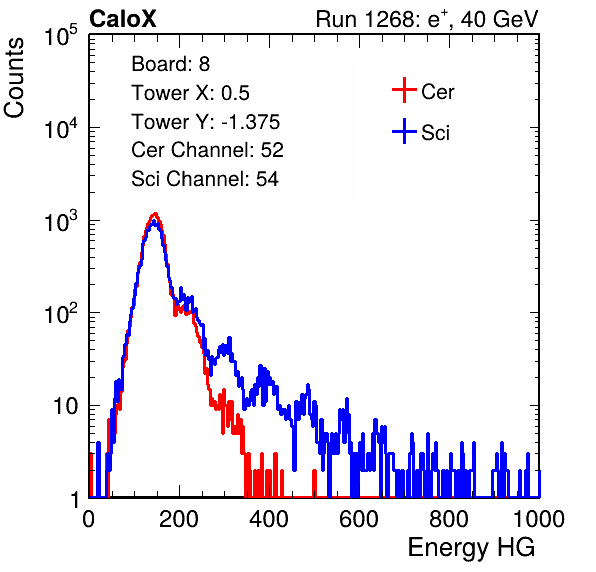 CaloX Run 1268: e⁺, 40 GeV
Counts
10⁵
10⁴
10³
10²
10
1
Board: 8
Tower X: 0.5
Tower Y: -1.375
Cer Channel: 52
Sci Channel: 54
Cer
Sci
0 200 400 600 800 1000
Energy HG